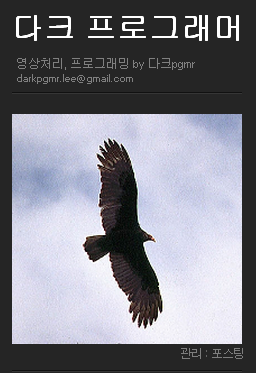 다크 프로그래머
영상처리, 프로그래밍 by 다크pgmr
darkpgmr.lee@gmail.com
관리 : 포스팅